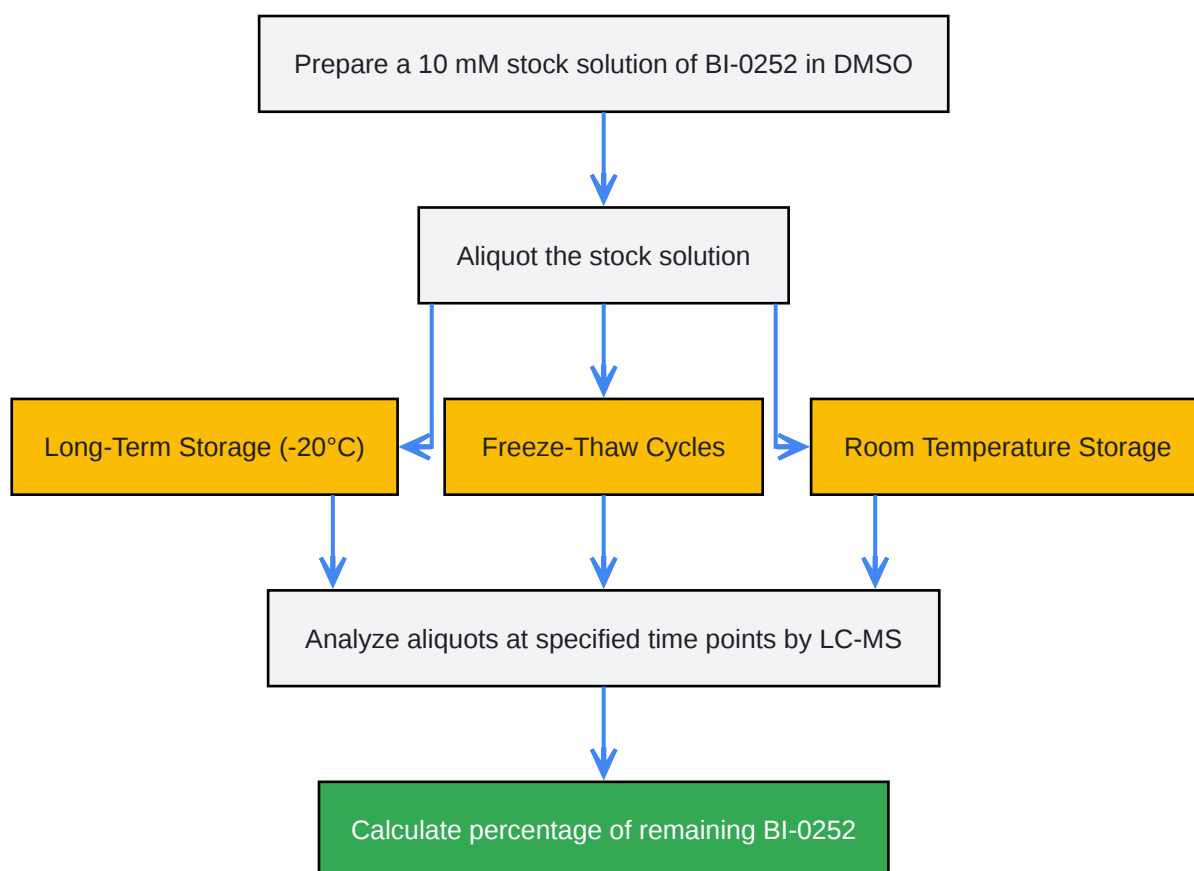 Prepare a 10 mM stock solution of BI-0252 in DMSO
Aliquot the stock solution
Long-Term Storage (-20°C)
Freeze-Thaw Cycles
Room Temperature Storage
Analyze aliquots at specified time points by LC-MS
Calculate percentage of remaining BI-0252